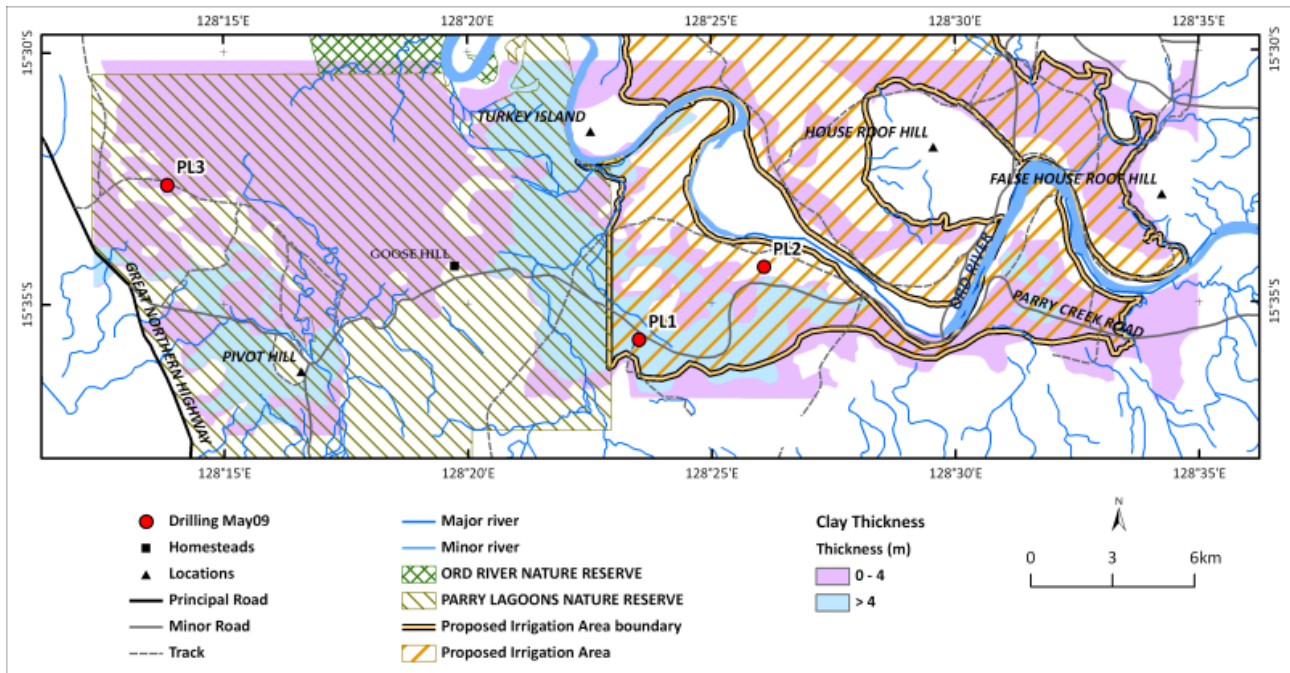 128°15'E 128°20'E 128°25'E 128°30'E 128°35'E
15°30'S 15°30'S
TURKEY ISLAND
HOUSE ROOF HILL
PL3
FALSE HOUSE ROOF HILL
GOOSE HILL
PL2
ORD RIVER
GREAT NORTHERN HIGHWAY
15°35'S 15°35'S
PARRY CREEK ROAD
PL1
PIVOT HILL
128°15'E 128°20'E 128°25'E 128°30'E 128°35'E
Drilling May09
Homesteads
Locations
Principal Road
Minor Road
Track
Major river
Minor river
ORD RIVER NATURE RESERVE
PARRY LAGOONS NATURE RESERVE
Proposed Irrigation Area boundary
Proposed Irrigation Area
Clay Thickness
Thickness (m)
0 - 4
> 4
N
0 3 6km